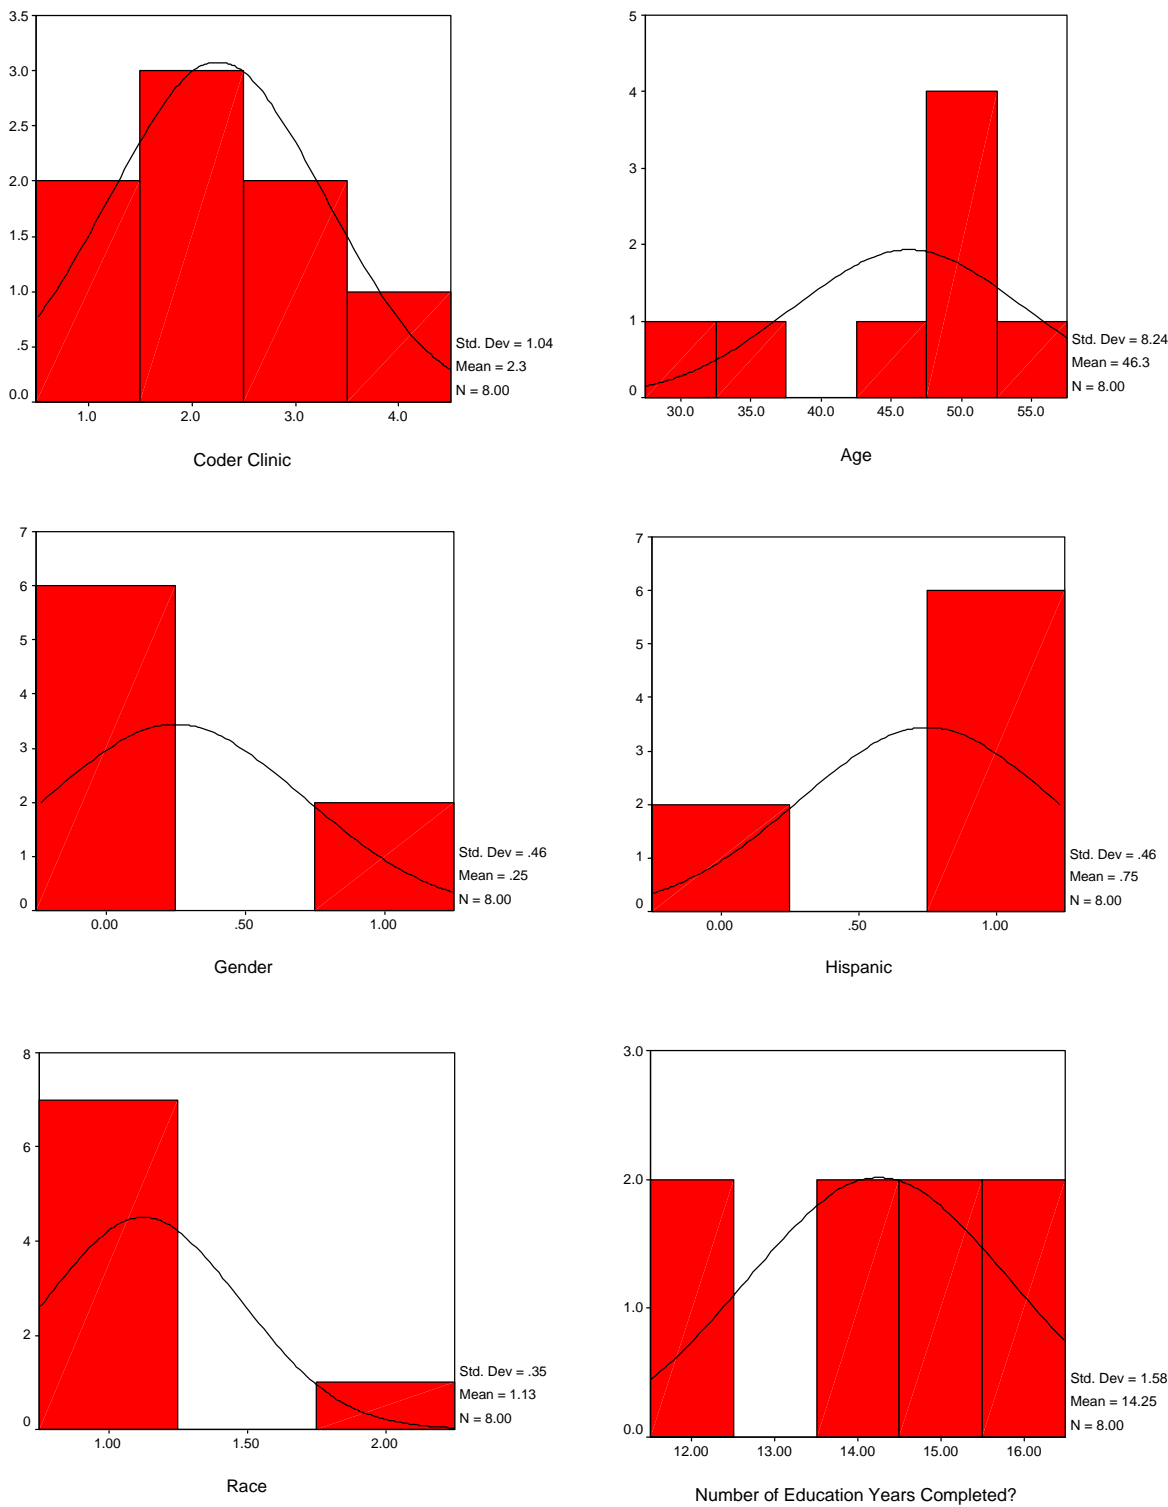 3.5
3.0
2.5
2.0
1.5
1.0
.5
0.0
1.0 2.0 3.0 4.0
Std. Dev = 1.04
Mean = 2.3
N = 8.00
Coder Clinic
5
4
3
2
1
0
30.0 35.0 40.0 45.0 50.0 55.0
Std. Dev = 8.24
Mean = 46.3
N = 8.00
Age
7
6
5
4
3
2
1
0
0.00 .50 1.00
Std. Dev = .46
Mean = .25
N = 8.00
Gender
7
6
5
4
3
2
1
0
0.00 .50 1.00
Std. Dev = .46
Mean = .75
N = 8.00
Hispanic
8
6
4
2
0
1.00 1.50 2.00
Std. Dev = .35
Mean = 1.13
N = 8.00
Race
3.0
2.0
1.0
0.0
12.00 13.00 14.00 15.00 16.00
Std. Dev = 1.58
Mean = 14.25
N = 8.00
Number of Education Years Completed?